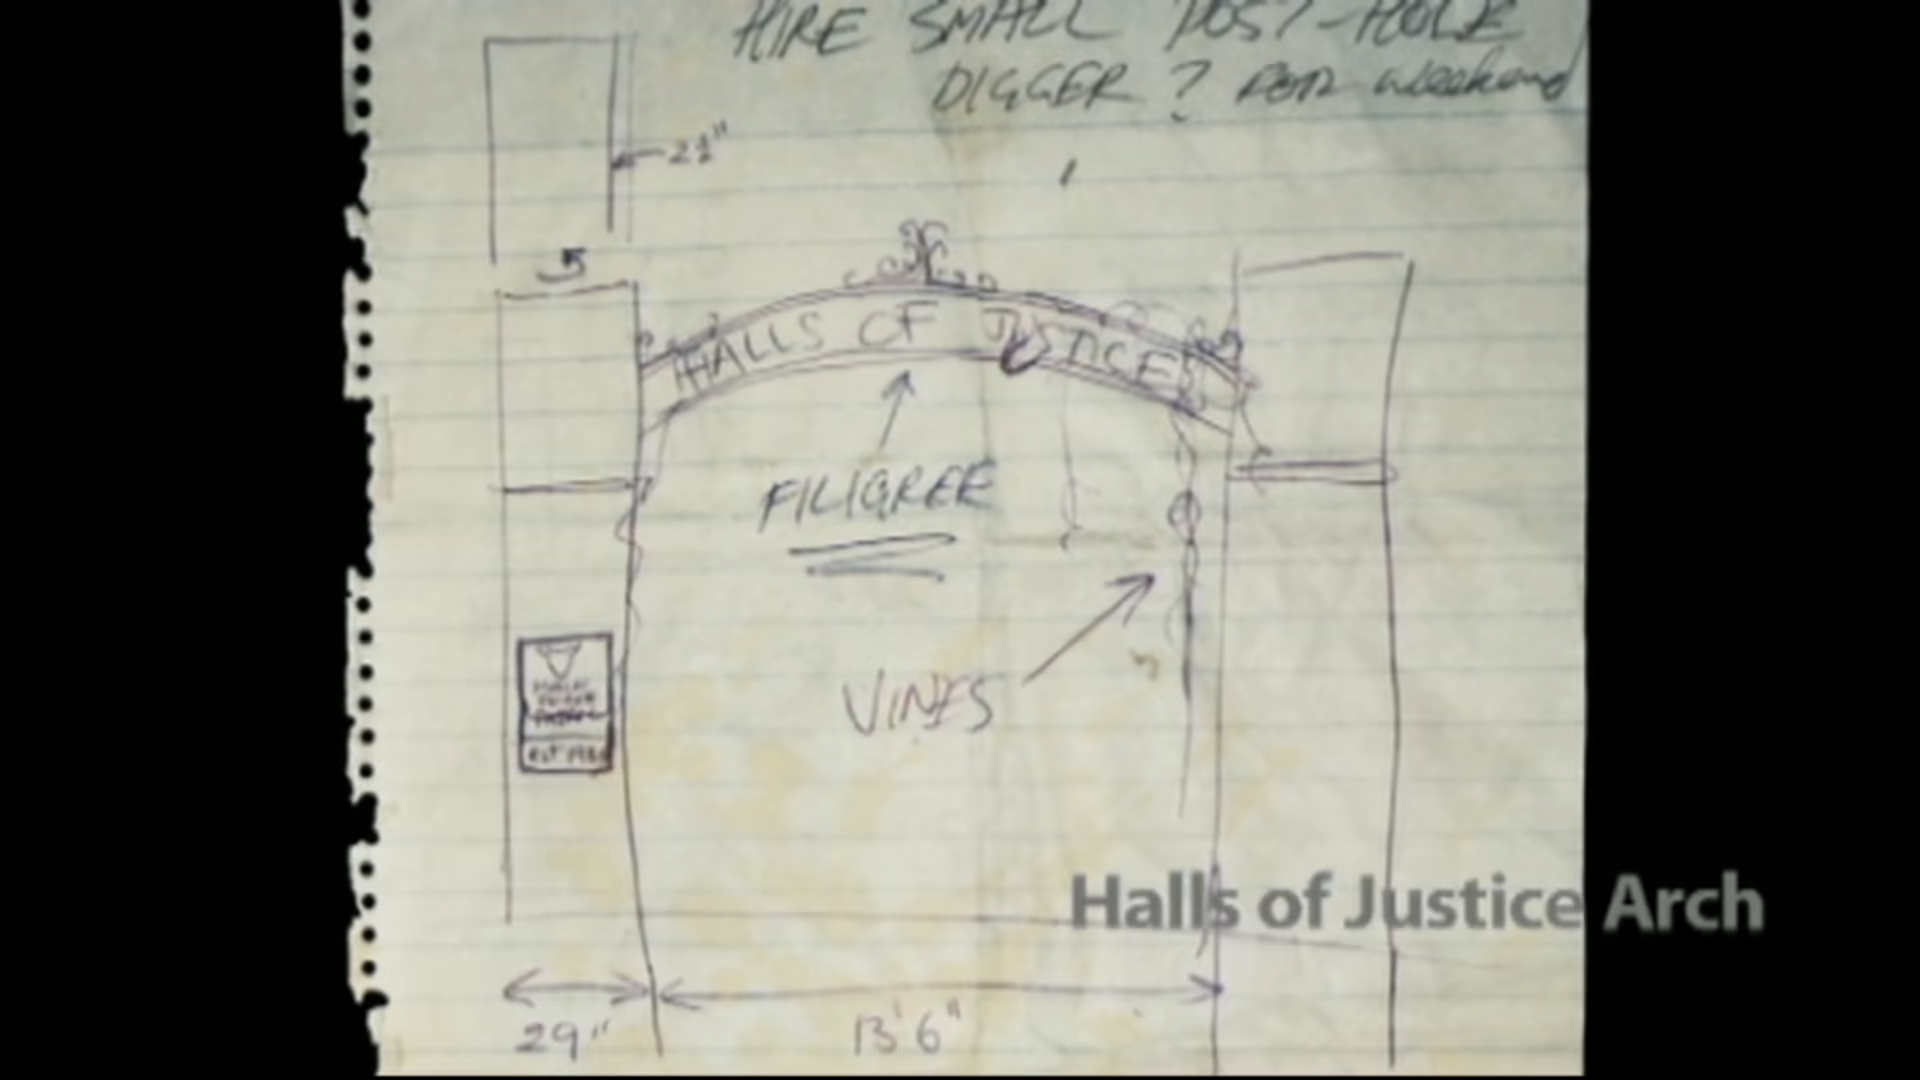 HIRE SMALL POST-HOLE
DIGGER? FOR weekend
2½"
5
HALLS OF JUSTICE
FILIGREE
VINES
EST
Halls of Justice Arch
29"
13'6"